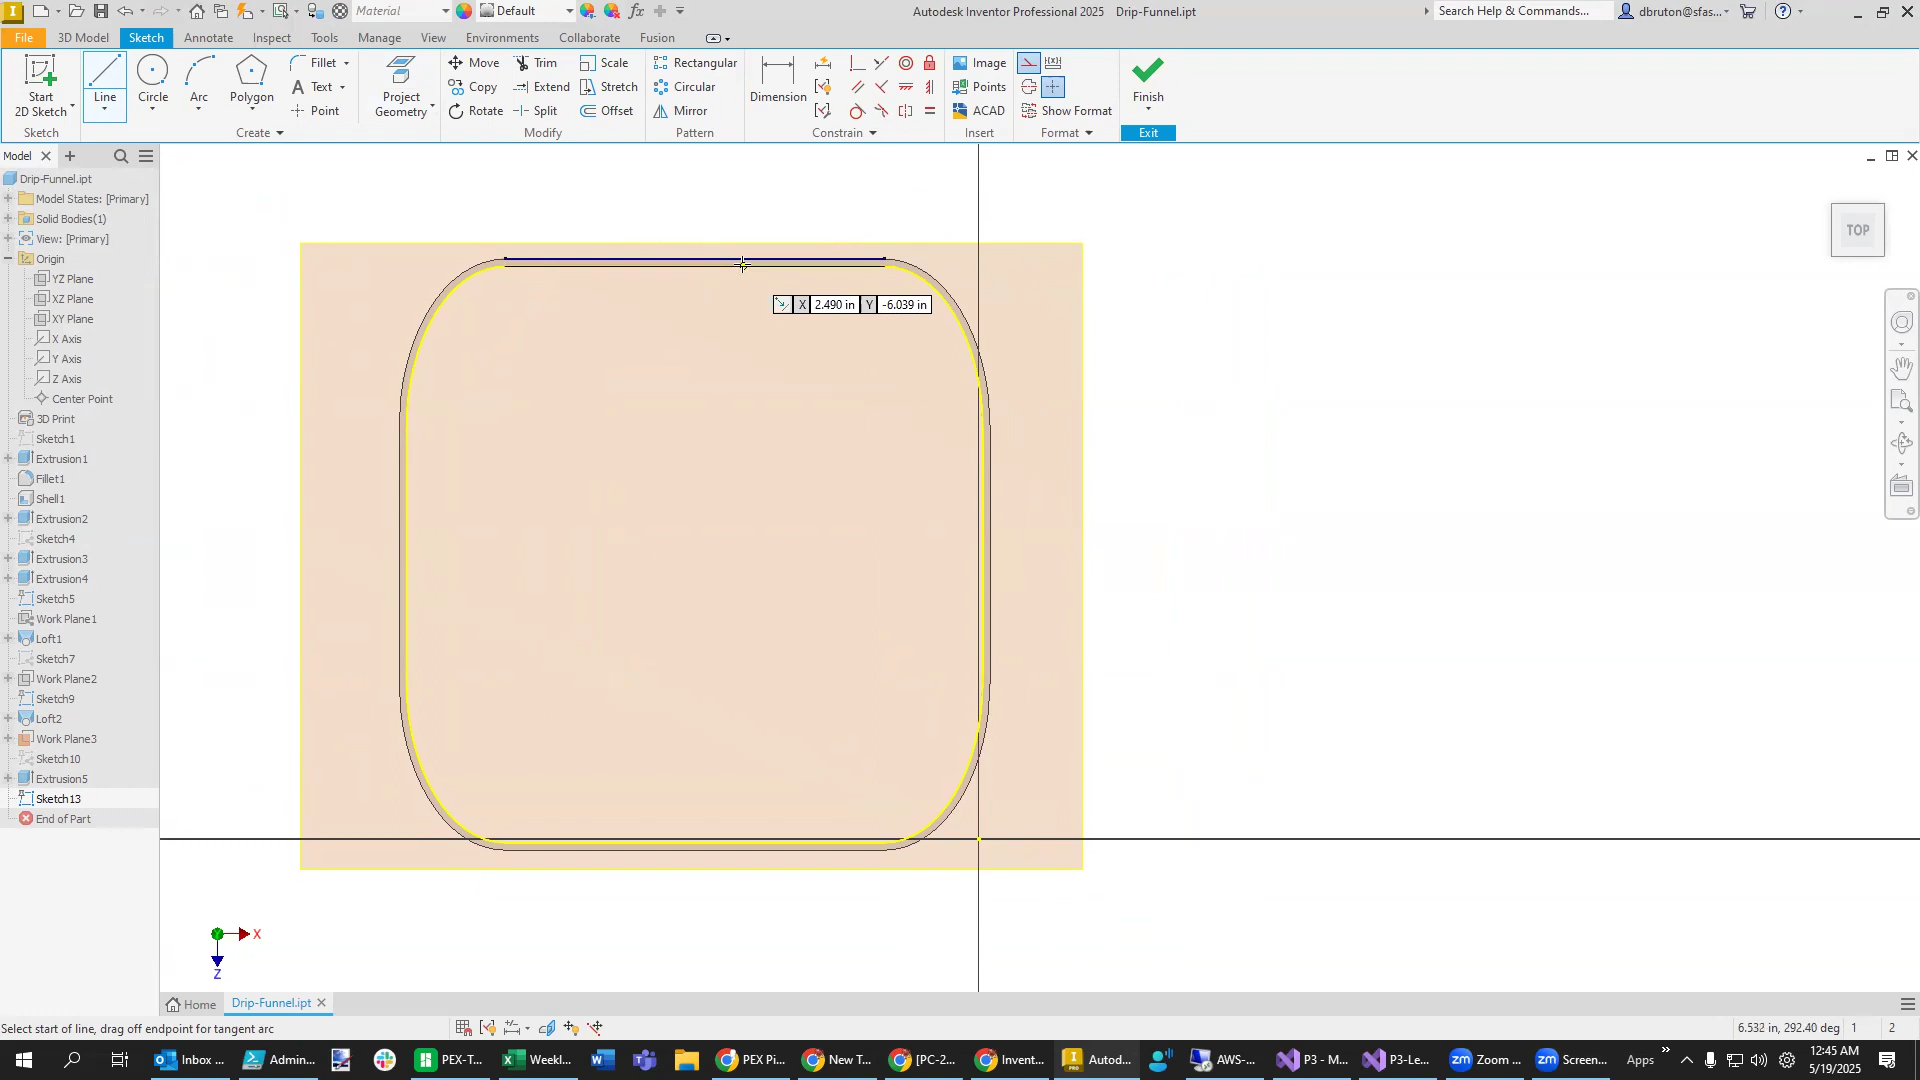 Material Default fx Autodesk Inventor Professional 2025 Drip-Funnel.ipt Search Help & Commands... dbruton@sfas...
File 3D Model Sketch Annotate Inspect Tools Manage View Environments Collaborate Fusion
Fillet Move Trim Scale Rectangular Image
Text Copy Extend Stretch Circular Points
Start 2D Sketch Line Circle Arc Polygon Project Geometry Dimension Finish
Point Rotate Split Offset Mirror ACAD Show Format
Sketch Create Modify Pattern Constrain Insert Format Exit
Model
Drip-Funnel.ipt
Model States: [Primary]
Solid Bodies(1)
View: [Primary]
Origin
YZ Plane
XZ Plane
XY Plane
X Axis
Y Axis
Z Axis
Center Point
3D Print
Sketch1
Extrusion1
Fillet1
Shell1
Extrusion2
Sketch4
Extrusion3
Extrusion4
Sketch5
Work Plane1
Loft1
Sketch7
Work Plane2
Sketch9
Loft2
Work Plane3
Sketch10
Extrusion5
Sketch13
End of Part
TOP
X 2.490 in Y -6.039 in
X
Z
Home Drip-Funnel.ipt
Select start of line, drag off endpoint for tangent arc 6.532 in, 292.40 deg 1 2
Inbox ... Admin... PEX-T... Weekl... PEX Pi... New T... [PC-2... Invent... Autod... AWS-... P3 - M... P3-Le... Zoom ... Screen... Apps 12:45 AM
5/19/2025